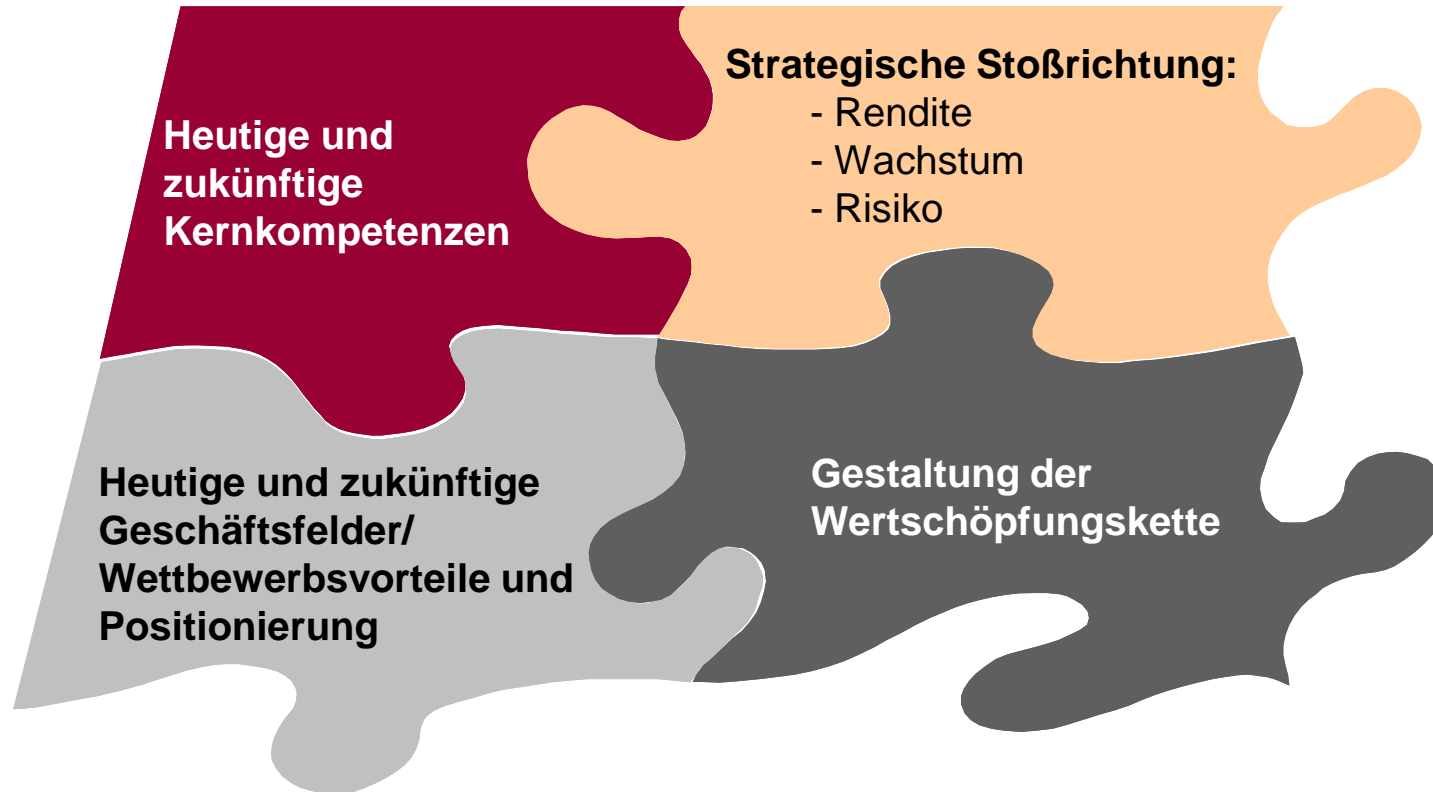 Heutige und
zukünftige
Kernkompetenzen
Strategische Stoßrichtung:
- Rendite
- Wachstum
- Risiko
Heutige und zukünftige
Geschäftsfelder/
Wettbewerbsvorteile und
Positionierung
Gestaltung der
Wertschöpfungskette